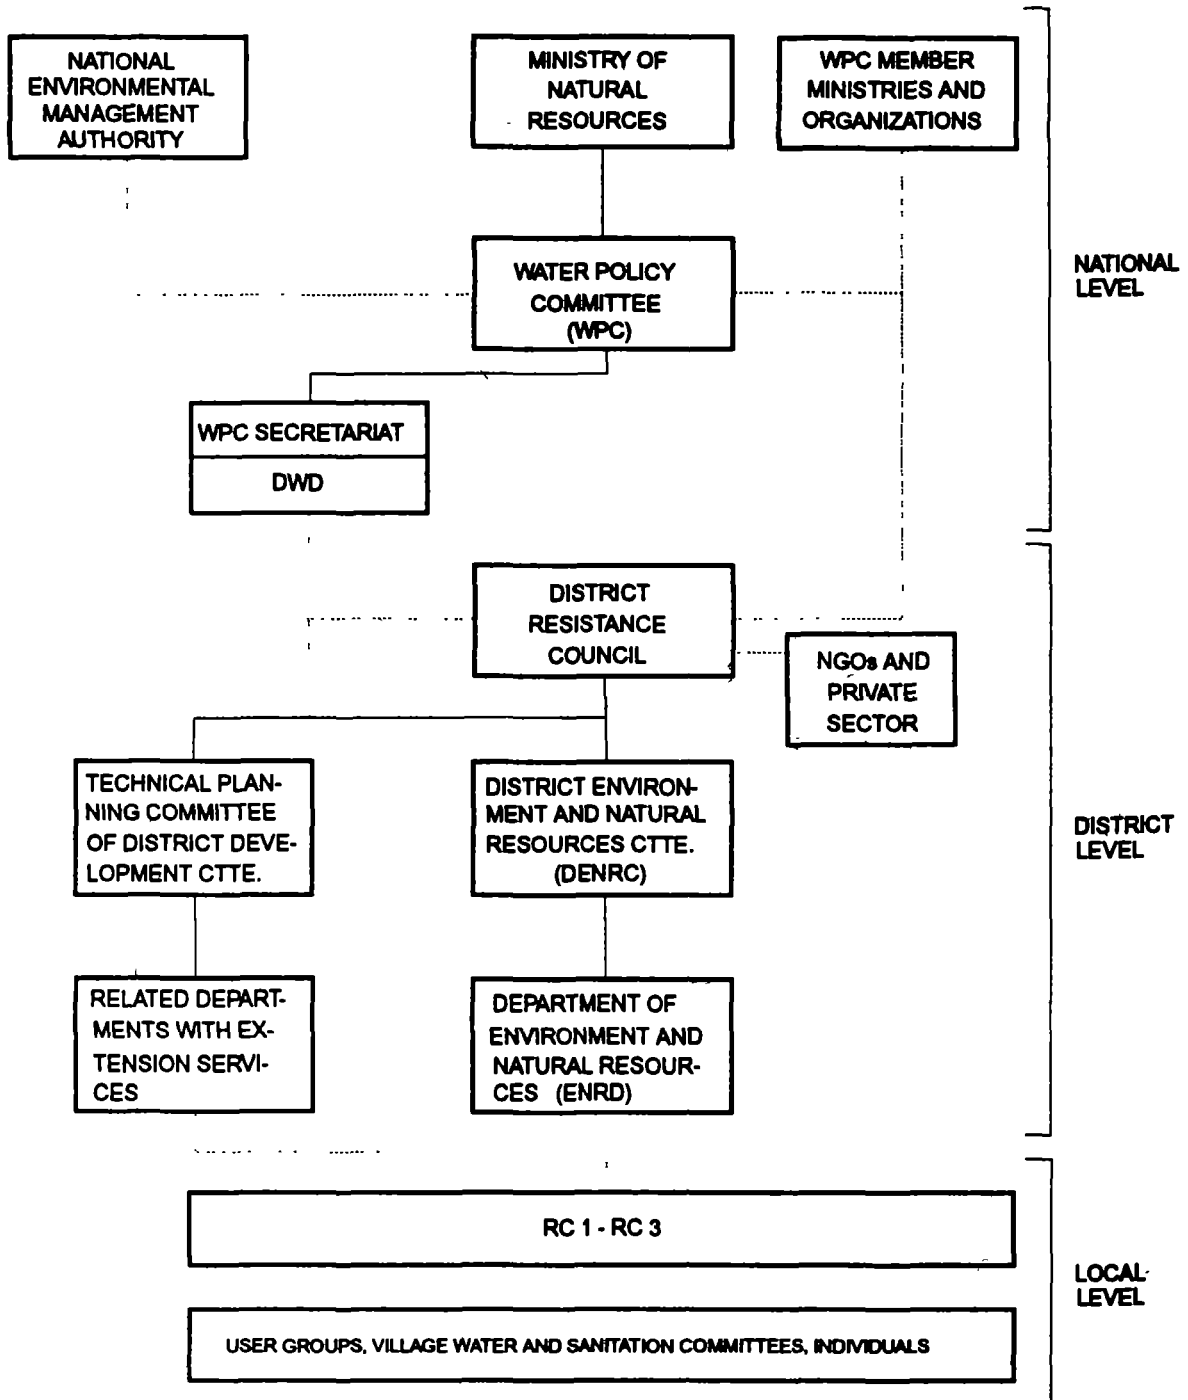 NATIONAL
ENVIRONMENTAL
MANAGEMENT
AUTHORITY
MINISTRY OF
NATURAL
RESOURCES
WPC MEMBER
MINISTRIES AND
ORGANIZATIONS
WATER POLICY
COMMITTEE
(WPC)
NATIONAL
LEVEL
WPC SECRETARIAT
DWD
DISTRICT
RESISTANCE
COUNCIL
NGOs AND
PRIVATE
SECTOR
TECHNICAL PLAN-
NING COMMITTEE
OF DISTRICT DEVE-
LOPMENT CTTE.
DISTRICT ENVIRON-
MENT AND NATURAL
RESOURCES CTTE.
(DENRC)
DISTRICT
LEVEL
RELATED DEPART-
MENTS WITH EX-
TENSION SERVI-
CES
DEPARTMENT OF
ENVIRONMENT AND
NATURAL RESOUR-
CES (ENRD)
RC 1 - RC 3
LOCAL
LEVEL
USER GROUPS, VILLAGE WATER AND SANITATION COMMITTEES, INDIVIDUALS